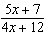 5x + 7
4x + 12